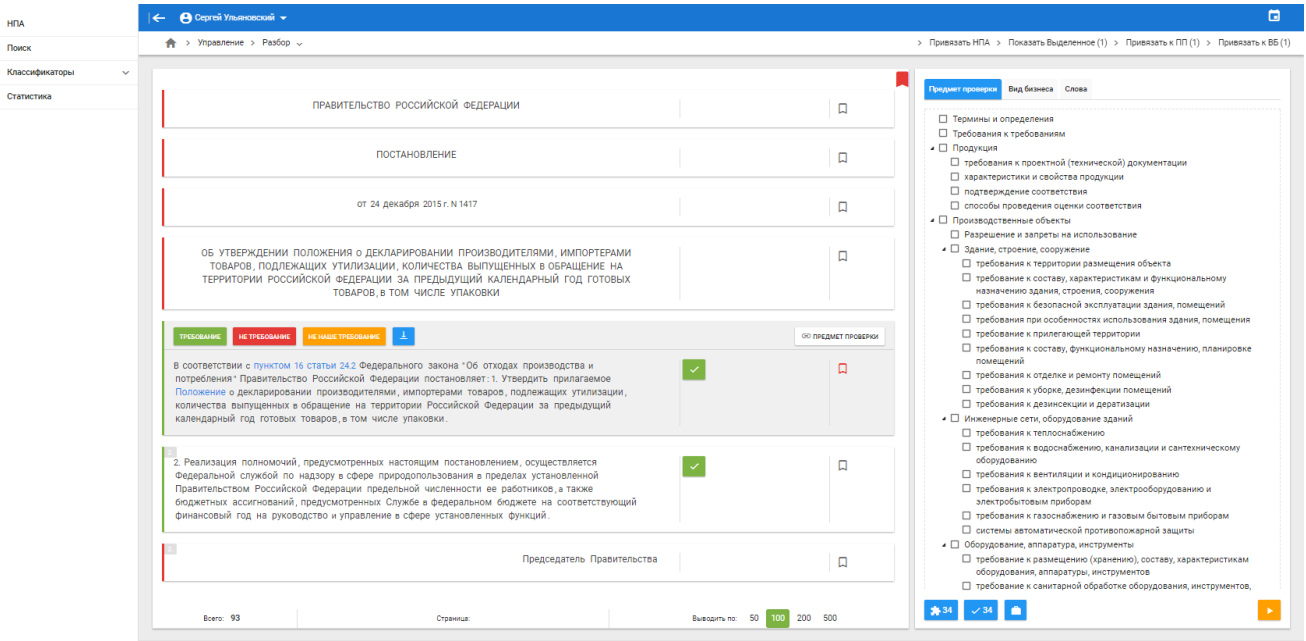 НПА
Поиск
Классификаторы
Статистика
Сергей Ульяновский
> Управление > Разбор
> Привязать НПА > Показать Выделенное (1) > Привязать к ПП (1) > Привязать к ВБ (1)
ПРАВИТЕЛЬСТВО РОССИЙСКОЙ ФЕДЕРАЦИИ
ПОСТАНОВЛЕНИЕ
от 24 декабря 2015 г. N 1417
ОБ УТВЕРЖДЕНИИ ПОЛОЖЕНИЯ о ДЕКЛАРИРОВАНИИ ПРОИЗВОДИТЕЛЯМИ, ИМПОРТЕРАМИ
ТОВАРОВ, ПОДЛЕЖАЩИХ УТИЛИЗАЦИИ, КОЛИЧЕСТВА ВЫПУЩЕННЫХ В ОБРАЩЕНИЕ НА
ТЕРРИТОРИИ РОССИЙСКОЙ ФЕДЕРАЦИИ ЗА ПРЕДЫДУЩИЙ КАЛЕНДАРНЫЙ ГОД ГОТОВЫХ
ТОВАРОВ, В ТОМ ЧИСЛЕ УПАКОВКИ
ТРЕБОВАНИЕ НЕ ТРЕБОВАНИЕ НЕ НАШЕ ТРЕБОВАНИЕ ПРЕДМЕТ ПРОВЕРКИ
В соответствии с пунктом 16 статьи 24.2 Федерального закона "Об отходах производства и
потребления" Правительство Российской Федерации постановляет: 1. Утвердить прилагаемое
Положение о декларировании производителями, импортерами товаров, подлежащих утилизации,
количества выпущенных в обращение на территории Российской Федерации за предыдущий
календарный год готовых товаров, в том числе упаковки.
2
2. Реализация полномочий, предусмотренных настоящим постановлением, осуществляется
Федеральной службой по надзору в сфере природопользования в пределах установленной
Правительством Российской Федерации предельной численности ее работников, а также
бюджетных ассигнований, предусмотренных Службе в федеральном бюджете на соответствующий
финансовый год на руководство и управление в сфере установленных функций.
2
Председатель Правительства
Всего: 93 Страница: Выводить по: 50 100 200 500
Предмет проверки Вид бизнеса Слова
Термины и определения
Требования к требованиям
Продукция
требования к проектной (технической) документации
характеристики и свойства продукции
подтверждение соответствия
способы проведения оценки соответствия
Производственные объекты
Разрешение и запреты на использование
Здание, строение, сооружение
требования к территории размещения объекта
требование к составу, характеристикам и функциональному
назначению здания, строения, сооружения
требования к безопасной эксплуатации здания, помещений
требования при особенностях использования здания, помещения
требование к прилегающей территории
требования к составу, функциональному назначению, планировке
помещений
требования к отделке и ремонту помещений
требования к уборке, дезинфекции помещений
требования к дезинсекции и дератизации
Инженерные сети, оборудование зданий
требования к теплоснабжению
требования к водоснабжению, канализации и сантехническому
оборудованию
требования к вентиляции и кондиционированию
требования к электропроводке, электрооборудованию и
электробытовым приборам
требования к газоснабжению и газовым бытовым приборам
системы автоматической противопожарной защиты
Оборудование, аппаратура, инструменты
требование к размещению (хранению), составу, характеристикам
оборудования, аппаратуры, инструментов
требование к санитарной обработке оборудования, инструментов,
34 34